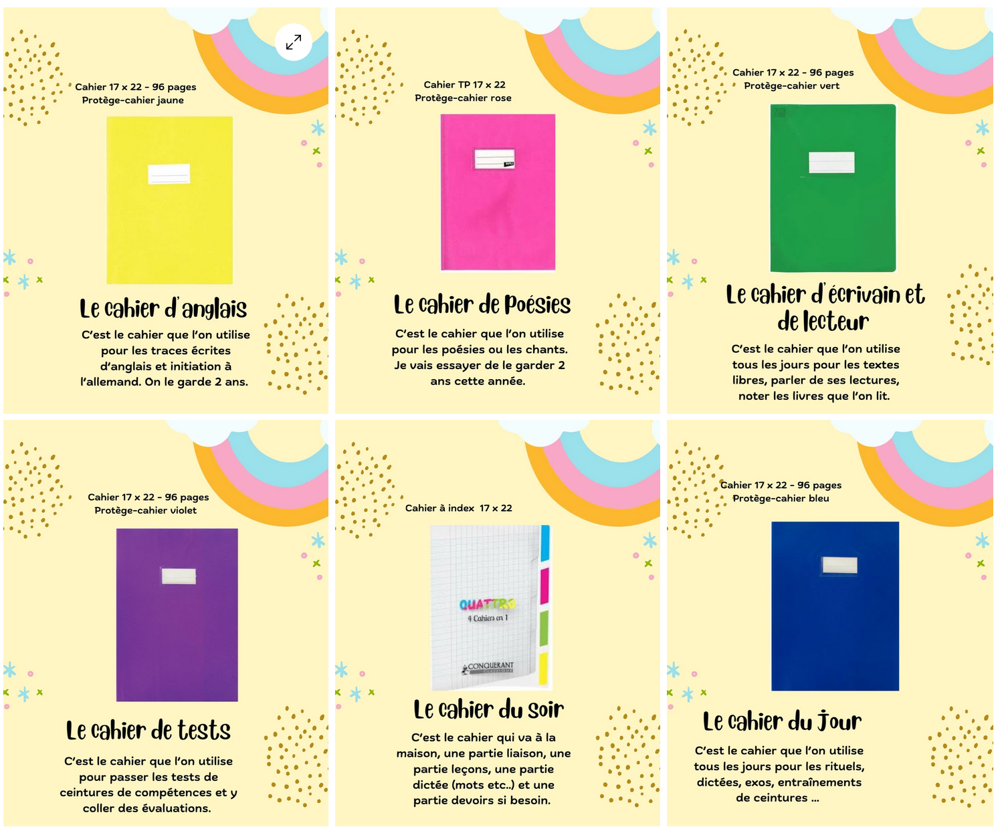 Cahier 17 x 22 - 96 pages
Protège-cahier jaune
Le cahier d'anglais
C'est le cahier que l'on utilise
pour les traces écrites
d'anglais et initiation à
l'allemand. On le garde 2 ans.
Cahier TP 17 x 22
Protège-cahier rose
Le cahier de Poésies
C'est le cahier que l'on utilise
pour les poésies ou les chants.
Je vais essayer de le garder 2
ans cette année.
Cahier 17 x 22 - 96 pages
Protège-cahier vert
Le cahier d'écrivain et
de lecteur
C'est le cahier que l'on utilise
tous les jours pour les textes
libres, parler de ses lectures,
noter les livres que l'on lit.
Cahier 17 x 22 - 96 pages
Protège-cahier violet
Le cahier de tests
C'est le cahier que l'on utilise
pour passer les tests de
ceintures de compétences et y
coller des évaluations.
Cahier à index 17 x 22
QUATTRO
4 Cahiers en 1
CONQUERANT
CLASSIQUE
Le cahier du soir
C'est le cahier qui va à la
maison, une partie liaison, une
partie leçons, une partie
dictée (mots etc..) et une
partie devoirs si besoin.
Cahier 17 x 22 - 96 pages
Protège-cahier bleu
Le cahier du jour
C'est le cahier que l'on utilise
tous les jours pour les rituels,
dictées, exos, entraînements
de ceintures ...